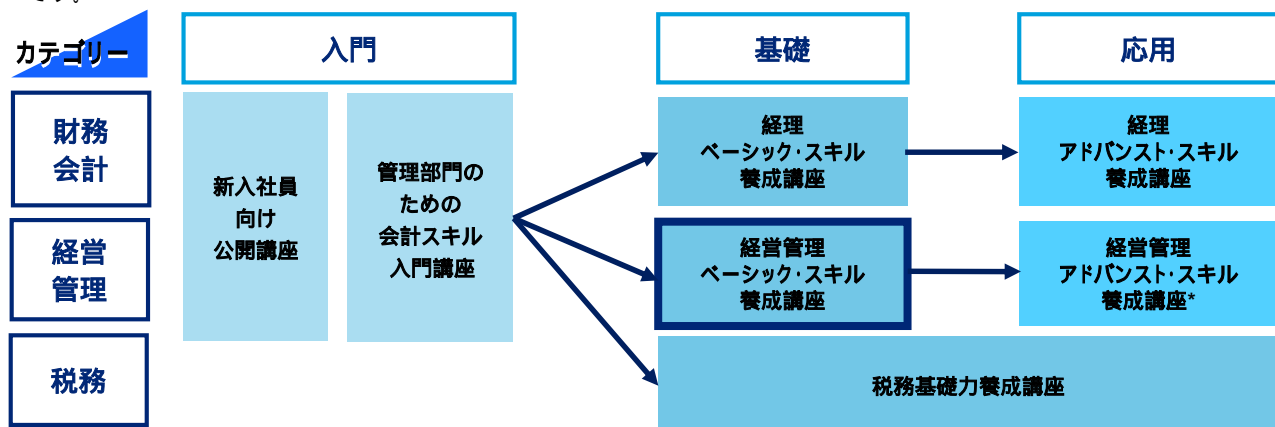 カテゴリー
入門
基礎
応用
財務
会計
経営
管理
税務
新入社員
向け
公開講座
管理部門の
ための
会計スキル
入門講座
経理
ベーシック・スキル
養成講座
経理
アドバンスト・スキル
養成講座
経営管理
ベーシック・スキル
養成講座
経営管理
アドバンスト・スキル
養成講座*
税務基礎力養成講座